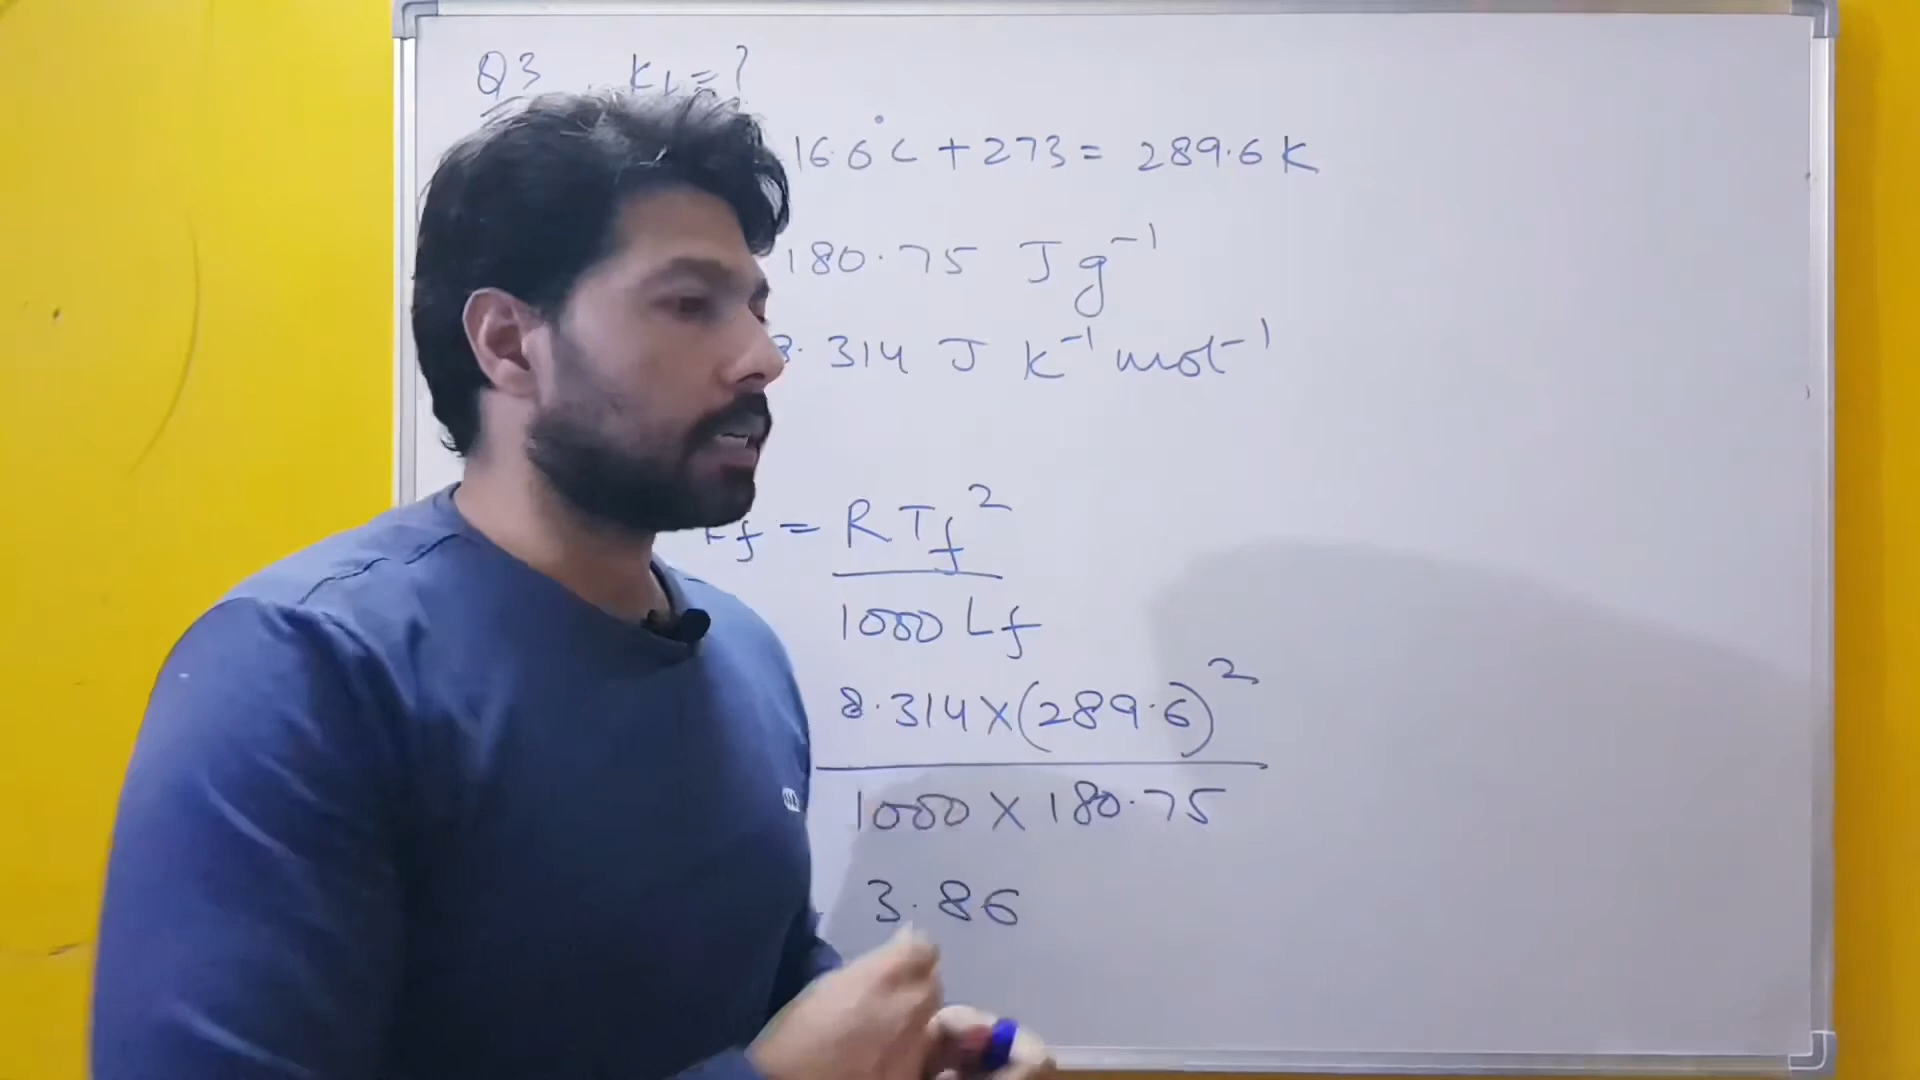 Q3 Kf = ?
16.6°C + 273 = 289.6 K
180.75 J g⁻¹
8.314 J K⁻¹ mol⁻¹
Kf = RTf²
1000 Lf
8.314 × (289.6)²
1000 × 180.75
3.86